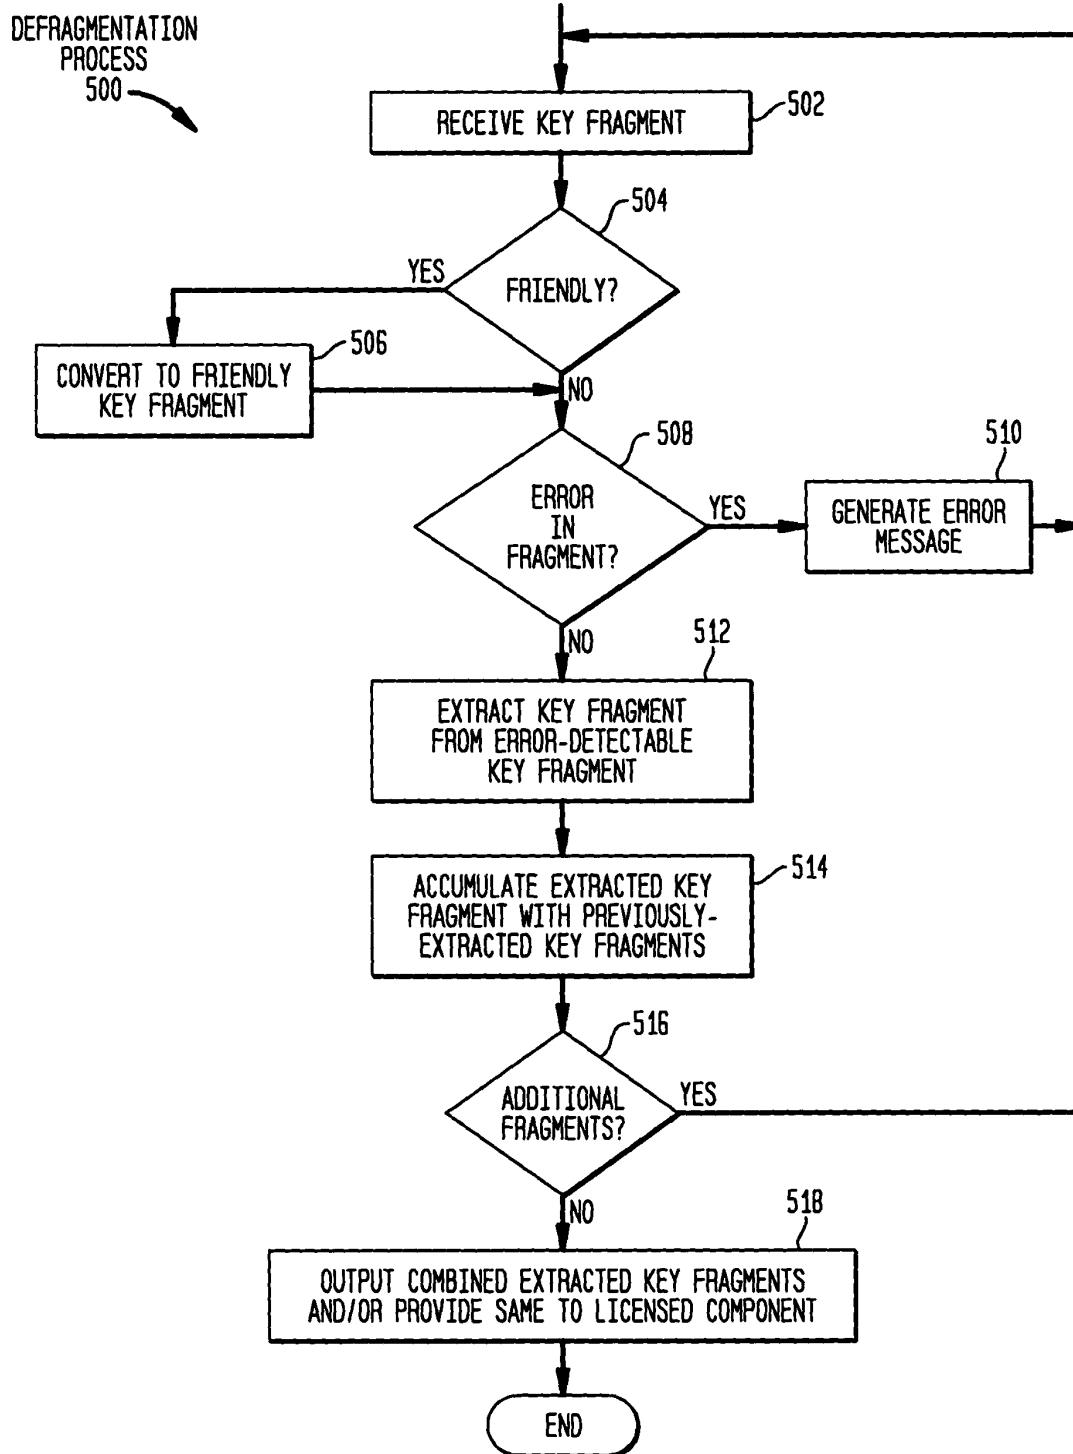 DEFRAGMENTATION
PROCESS
500
RECEIVE KEY FRAGMENT
502
504
YES
FRIENDLY?
506
CONVERT TO FRIENDLY
KEY FRAGMENT
NO
508
510
ERROR
IN
FRAGMENT?
YES
GENERATE ERROR
MESSAGE
NO
512
EXTRACT KEY FRAGMENT
FROM ERROR-DETECTABLE
KEY FRAGMENT
514
ACCUMULATE EXTRACTED KEY
FRAGMENT WITH PREVIOUSLY-
EXTRACTED KEY FRAGMENTS
516
ADDITIONAL
FRAGMENTS?
YES
NO
518
OUTPUT COMBINED EXTRACTED KEY FRAGMENTS
AND/OR PROVIDE SAME TO LICENSED COMPONENT
END